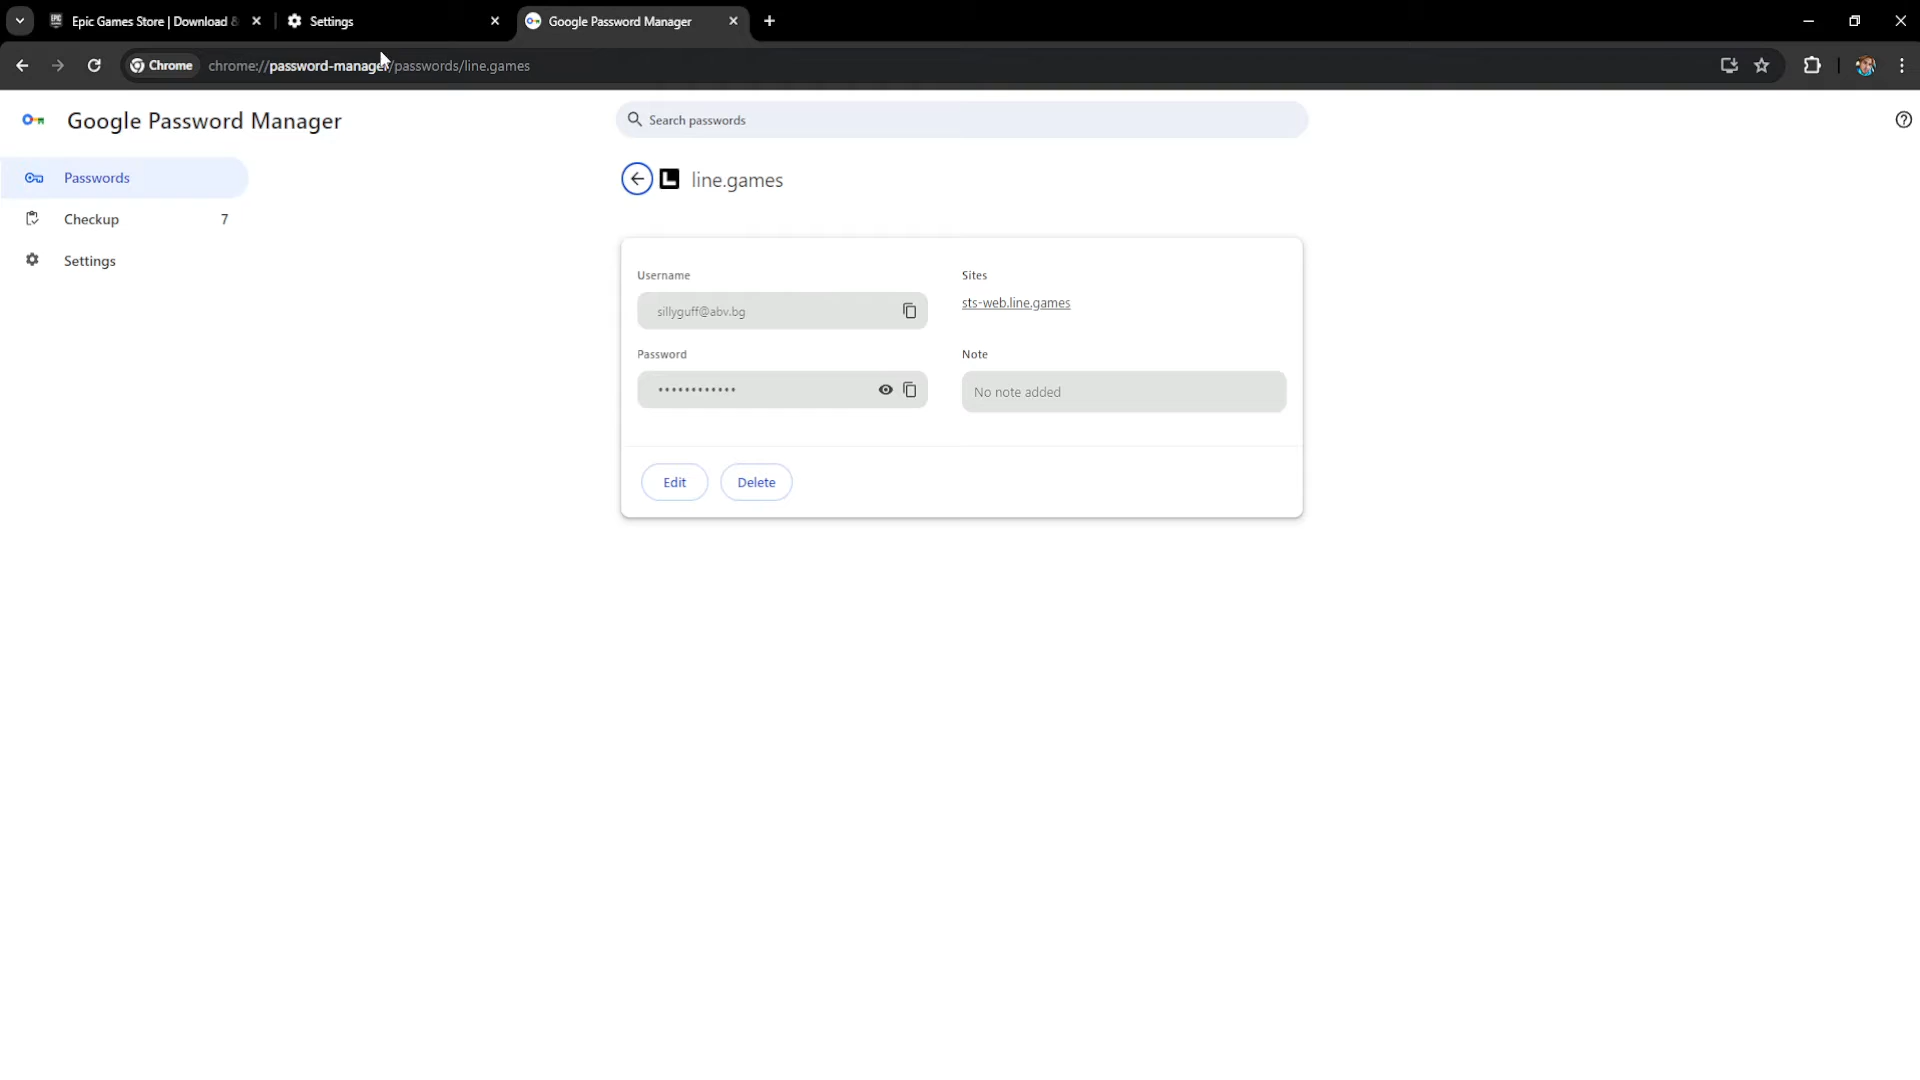 Epic Games Store | Download &
Settings
Google Password Manager
Chrome
chrome://password-manager/passwords/line.games
Google Password Manager
Search passwords
Passwords
line.games
Checkup 7
Settings
Username
Sites
sillyguff@abv.bg
sts-web.line.games
Password
Note
••••••••••••
No note added
Edit
Delete